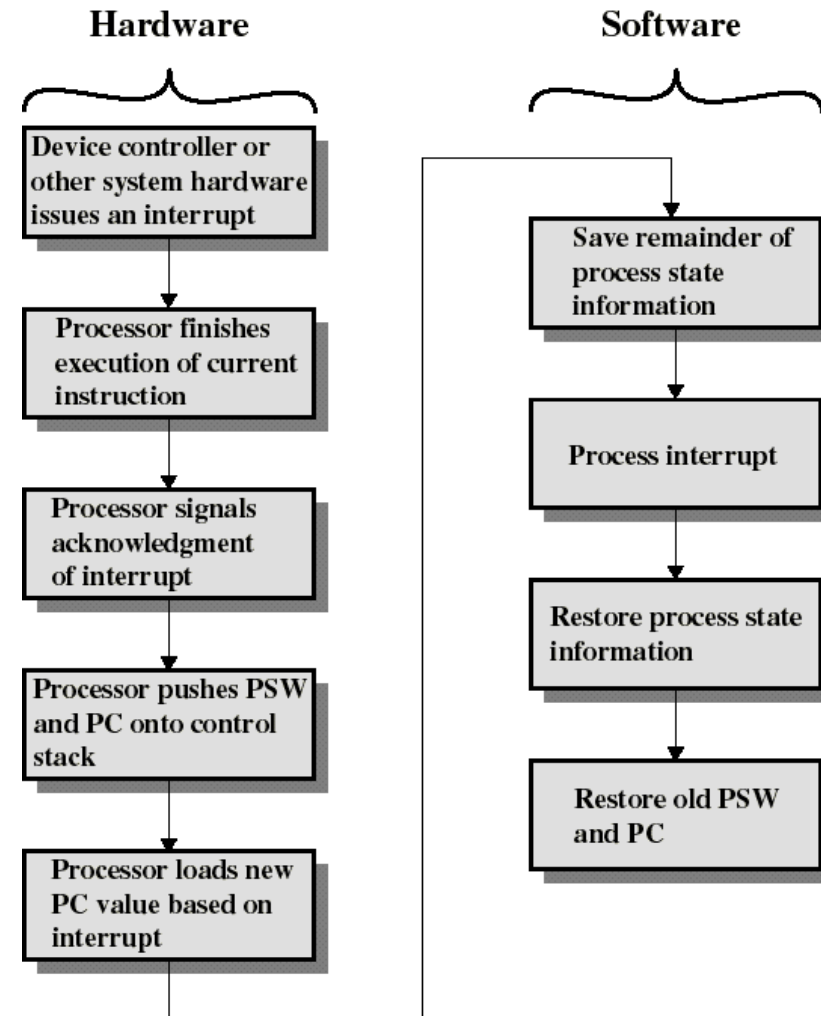 Hardware
Device controller or
other system hardware
issues an interrupt
Processor finishes
execution of current
instruction
Processor signals
acknowledgment
of interrupt
Processor pushes PSW
and PC onto control
stack
Processor loads new
PC value based on
interrupt
Software
Save remainder of
process state
information
Process interrupt
Restore process state
information
Restore old PSW
and PC